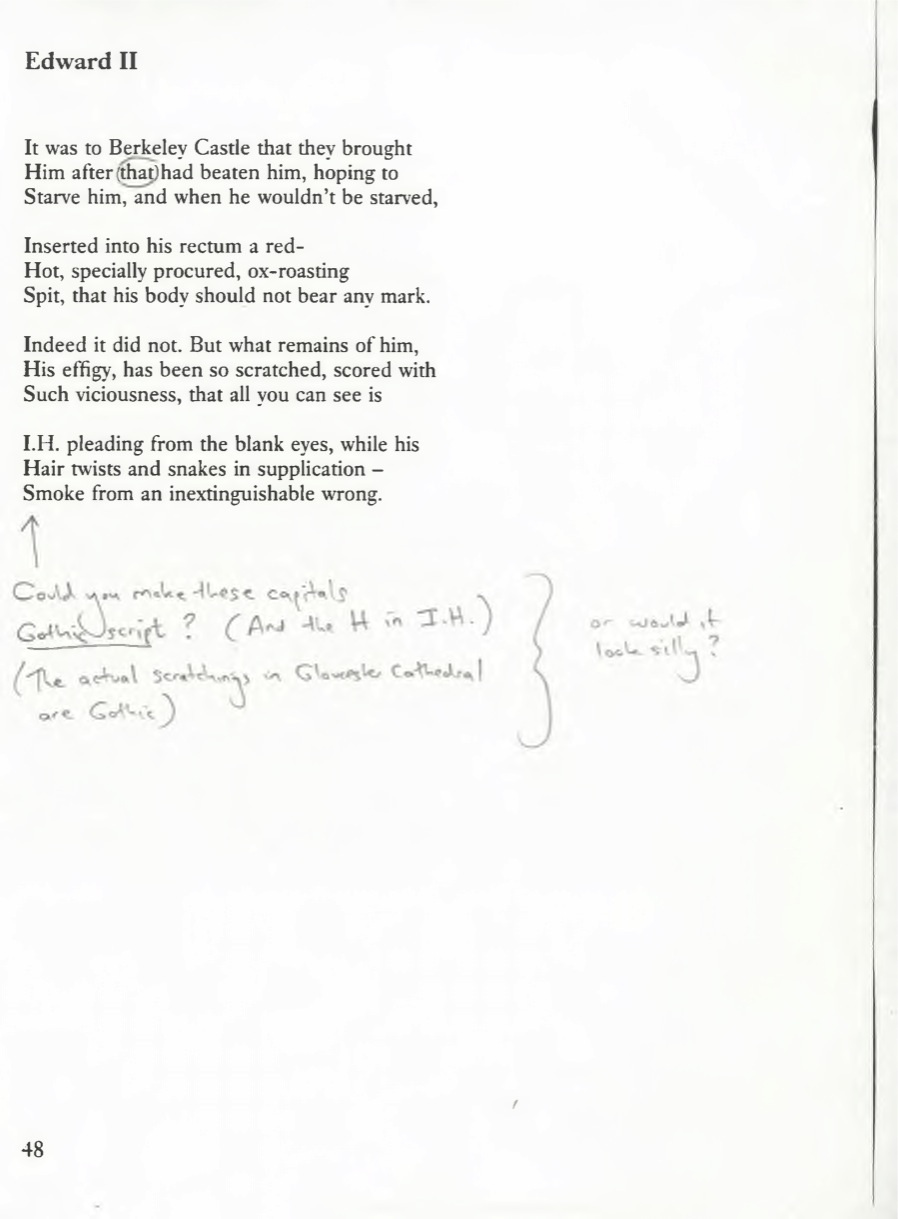 Edward II
It was to Berkeley Castle that they brought
Him after that had beaten him, hoping to
Starve him, and when he wouldn't be starved,
Inserted into his rectum a red-
Hot, specially procured, ox-roasting
Spit, that his body should not bear any mark.
Indeed it did not. But what remains of him,
His effigy, has been so scratched, scored with
Such viciousness, that all you can see is
I.H. pleading from the blank eyes, while his
Hair twists and snakes in supplication –
Smoke from an inextinguishable wrong.
Could you make these capitals
Gothic script? (And the H in I.H.)
(The actual scratchings in Gloucester Cathedral
are Gothic)
or would it
look silly?
48